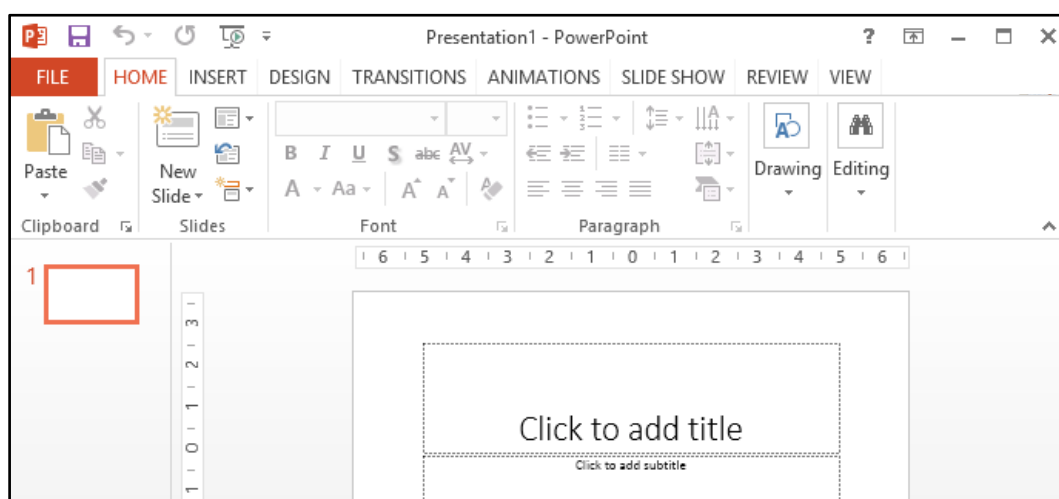 Presentation1 - PowerPoint ?
FILE HOME INSERT DESIGN TRANSITIONS ANIMATIONS SLIDE SHOW REVIEW VIEW
Paste
New
Slide
B I U S abc AV
A Aa A A
Drawing
Editing
Clipboard Slides Font Paragraph
6 5 4 3 2 1 0 1 2 3 4 5 6
1
3
2
1
0
1
Click to add title
Click to add subtitle